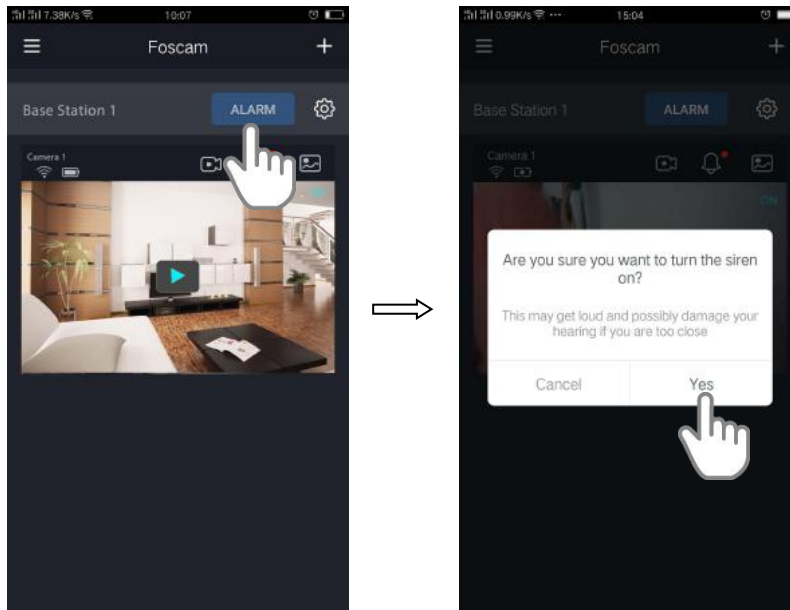 7.38K/s 10:07
Foscam
Base Station 1 ALARM
Camera 1
0.99K/s ··· 15:04
Foscam
Base Station 1 ALARM
Camera 1
ON
Are you sure you want to turn the siren
on?
This may get loud and possibly damage your
hearing if you are too close
Cancel Yes